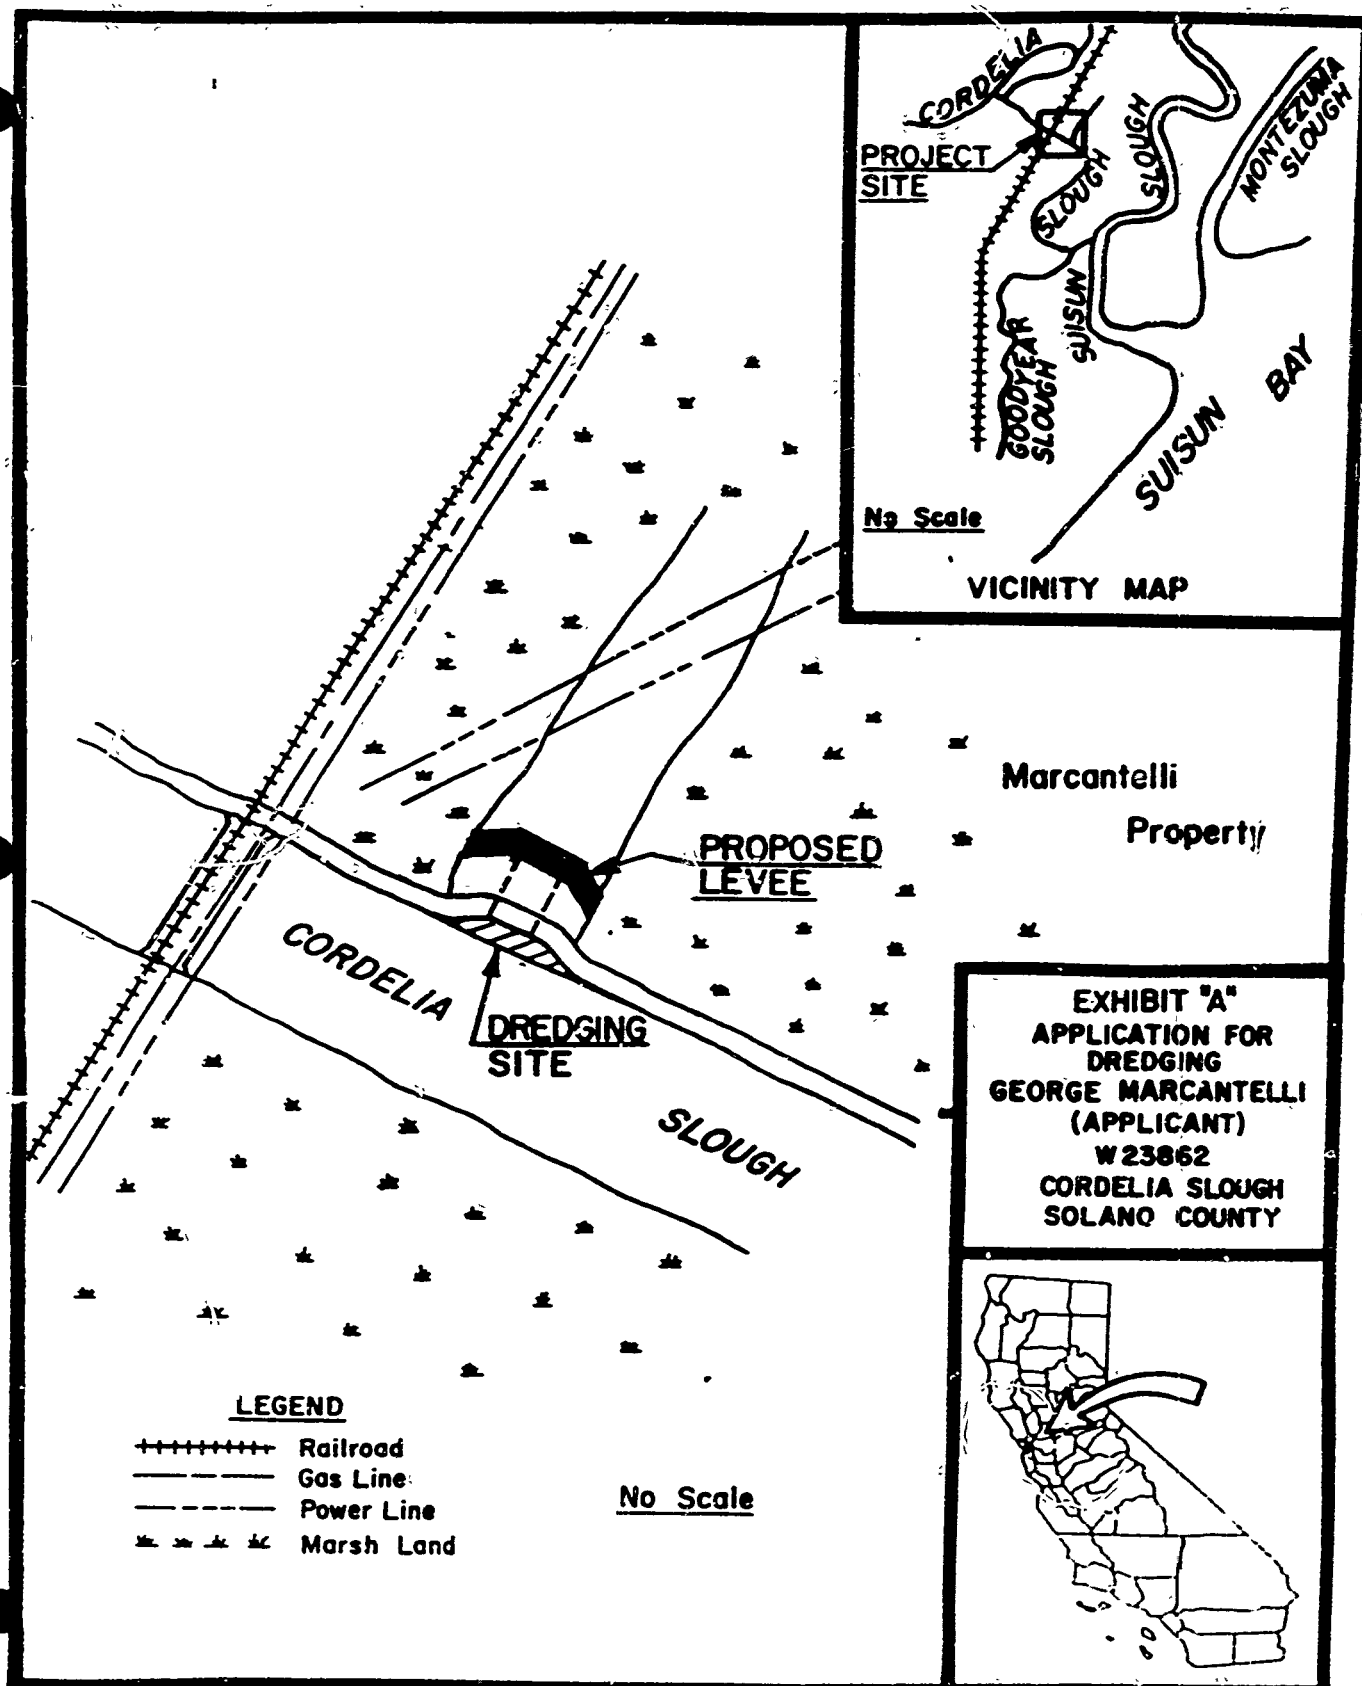 CORDELIA
PROJECT
SITE
SLOUGH
SLOUGH
MONTEZUMA
SLOUGH
SUISUN
GOODYEAR
SLOUGH
SUISUN BAY
No Scale
VICINITY MAP
Marcantelli
Property
PROPOSED
LEVEE
CORDELIA
SLOUGH
DREDGING
SITE
EXHIBIT "A"
APPLICATION FOR
DREDGING
GEORGE MARCANTELLI
(APPLICANT)
W 23862
CORDELIA SLOUGH
SOLANO COUNTY
LEGEND
Railroad
Gas Line
Power Line
Marsh Land
No Scale